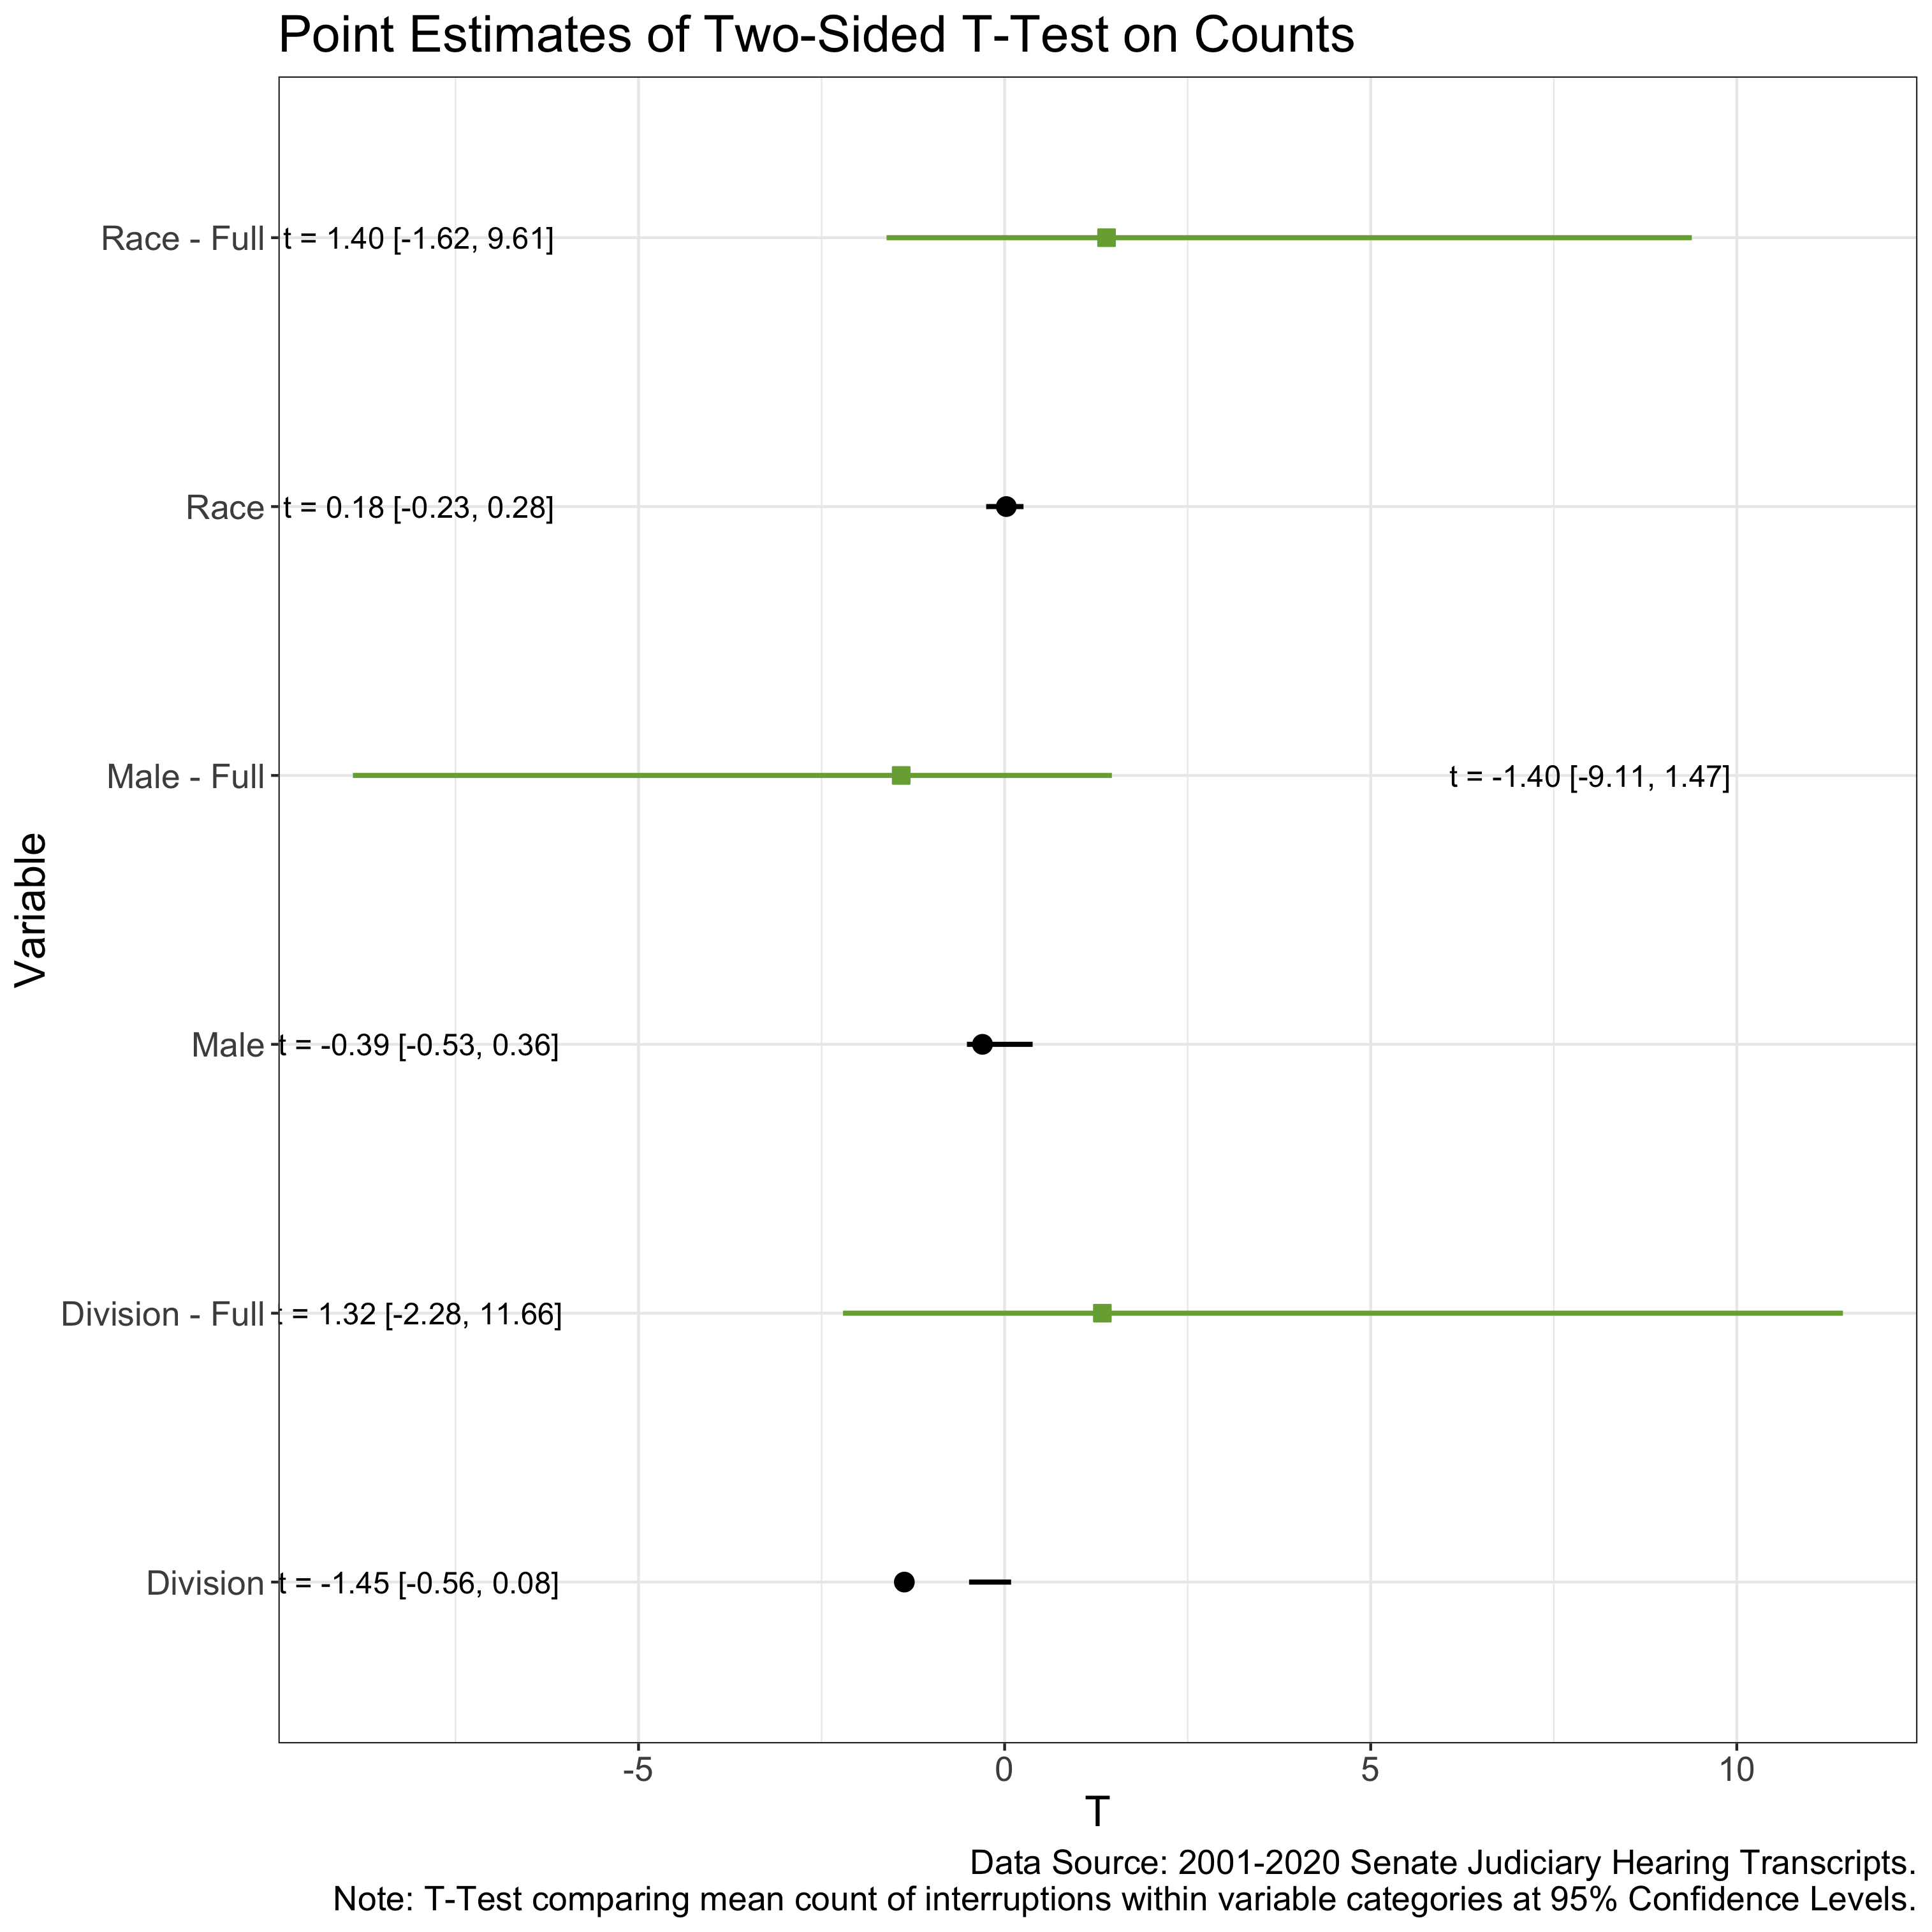 Point Estimates of Two-Sided T-Test on Counts
Race - Full
t = 1.40 [-1.62, 9.61]
Race
t = 0.18 [-0.23, 0.28]
Male - Full
t = -1.40 [-9.11, 1.47]
Male
t = -0.39 [-0.53, 0.36]
Division - Full
t = 1.32 [-2.28, 11.66]
Division
t = -1.45 [-0.56, 0.08]
Variable
-5 0 5 10
T
Data Source: 2001-2020 Senate Judiciary Hearing Transcripts.
Note: T-Test comparing mean count of interruptions within variable categories at 95% Confidence Levels.